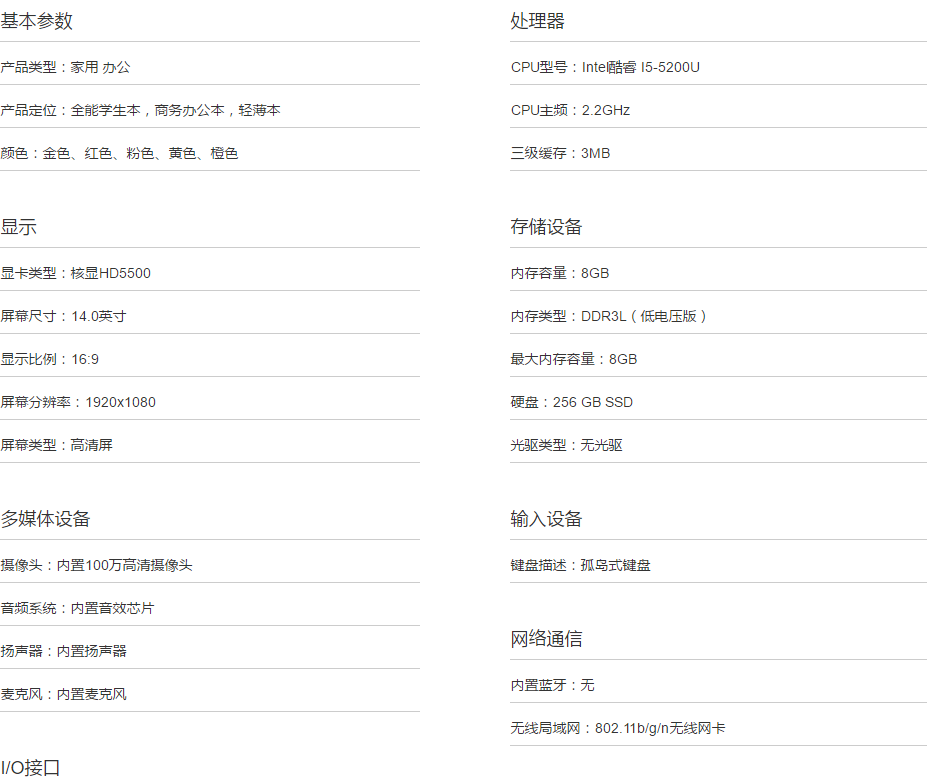 基本参数
产品类型：家用 办公
产品定位：全能学生本，商务办公本，轻薄本
颜色：金色、红色、粉色、黄色、橙色
显示
显卡类型：核显HD5500
屏幕尺寸：14.0英寸
显示比例：16:9
屏幕分辨率：1920x1080
屏幕类型：高清屏
多媒体设备
摄像头：内置100万高清摄像头
音频系统：内置音效芯片
扬声器：内置扬声器
麦克风：内置麦克风
I/O接口
处理器
CPU型号：Intel酷睿 I5-5200U
CPU主频：2.2GHz
三级缓存：3MB
存储设备
内存容量：8GB
内存类型：DDR3L（低电压版）
最大内存容量：8GB
硬盘：256 GB SSD
光驱类型：无光驱
输入设备
键盘描述：孤鸟式键盘
网络通信
内置蓝牙：无
无线局域网：802.11b/g/n无线网卡